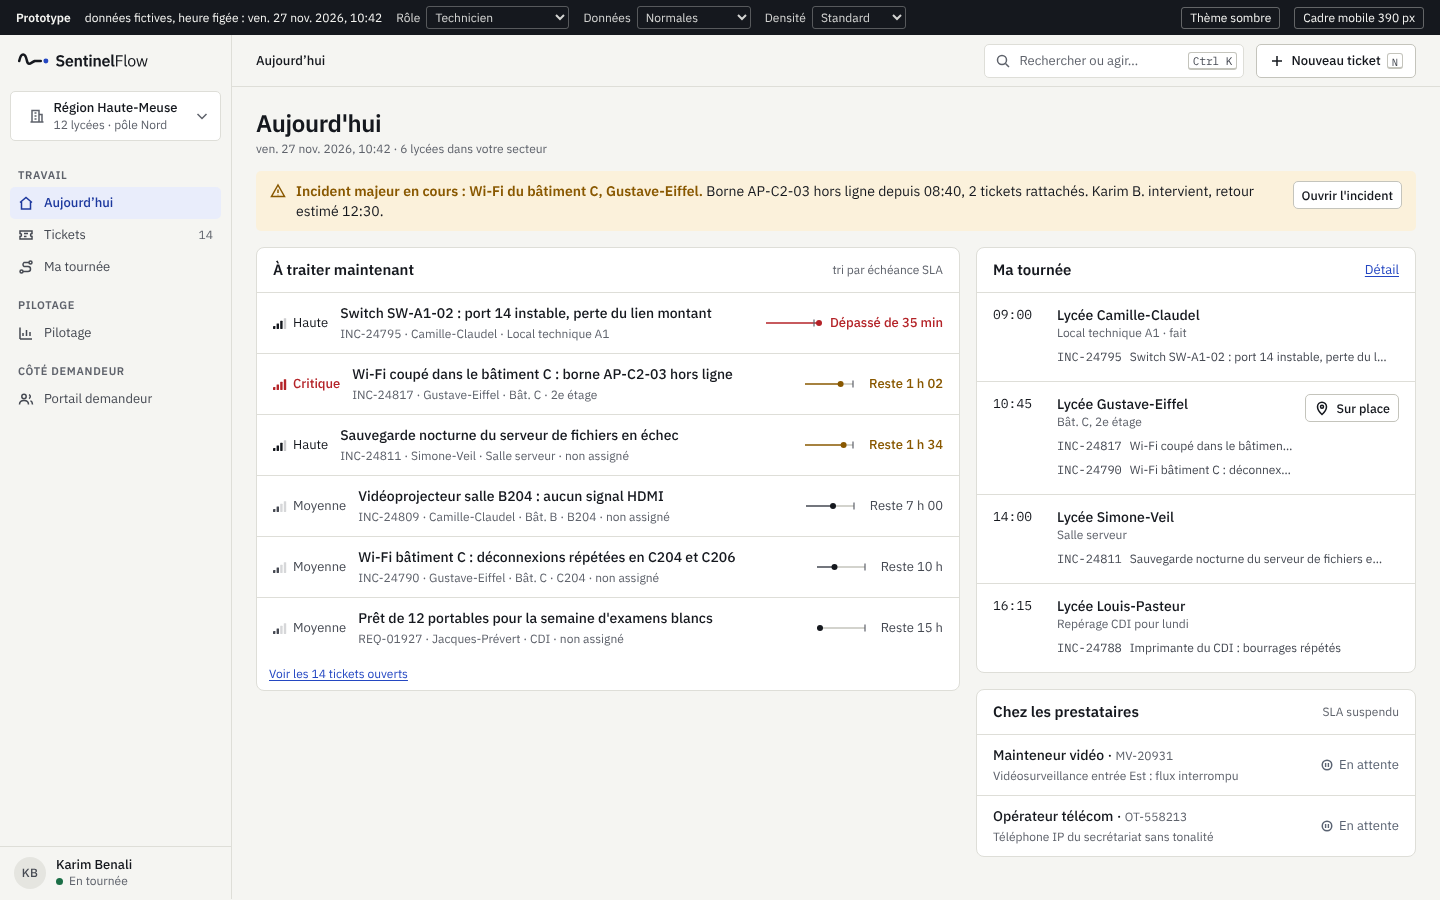 Prototype données fictives, heure figée : ven. 27 nov. 2026, 10:42 Rôle Technicien Données Normales Densité Standard Thème sombre Cadre mobile 390 px
SentinelFlow
Région Haute-Meuse
12 lycées · pôle Nord
TRAVAIL
Aujourd’hui
Tickets 14
Ma tournée
PILOTAGE
Pilotage
CÔTÉ DEMANDEUR
Portail demandeur
KB
Karim Benali
En tournée
Aujourd’hui
Rechercher ou agir… Ctrl K
Nouveau ticket N
Aujourd'hui
ven. 27 nov. 2026, 10:42 · 6 lycées dans votre secteur
Incident majeur en cours : Wi-Fi du bâtiment C, Gustave-Eiffel. Borne AP-C2-03 hors ligne depuis 08:40, 2 tickets rattachés. Karim B. intervient, retour
estimé 12:30.
Ouvrir l'incident
À traiter maintenant
tri par échéance SLA
Haute
Switch SW-A1-02 : port 14 instable, perte du lien montant
INC-24795 · Camille-Claudel · Local technique A1
Dépassé de 35 min
Critique
Wi-Fi coupé dans le bâtiment C : borne AP-C2-03 hors ligne
INC-24817 · Gustave-Eiffel · Bât. C · 2e étage
Reste 1 h 02
Haute
Sauvegarde nocturne du serveur de fichiers en échec
INC-24811 · Simone-Veil · Salle serveur · non assigné
Reste 1 h 34
Moyenne
Vidéoprojecteur salle B204 : aucun signal HDMI
INC-24809 · Camille-Claudel · Bât. B · B204 · non assigné
Reste 7 h 00
Moyenne
Wi-Fi bâtiment C : déconnexions répétées en C204 et C206
INC-24790 · Gustave-Eiffel · Bât. C · C204 · non assigné
Reste 10 h
Moyenne
Prêt de 12 portables pour la semaine d'examens blancs
REQ-01927 · Jacques-Prévert · CDI · non assigné
Reste 15 h
Voir les 14 tickets ouverts
Ma tournée
Détail
09:00
Lycée Camille-Claudel
Local technique A1 · fait
INC-24795 Switch SW-A1-02 : port 14 instable, perte du l…
10:45
Lycée Gustave-Eiffel
Bât. C, 2e étage
INC-24817 Wi-Fi coupé dans le bâtimen…
INC-24790 Wi-Fi bâtiment C : déconnex…
Sur place
14:00
Lycée Simone-Veil
Salle serveur
INC-24811 Sauvegarde nocturne du serveur de fichiers e…
16:15
Lycée Louis-Pasteur
Repérage CDI pour lundi
INC-24788 Imprimante du CDI : bourrages répétés
Chez les prestataires
SLA suspendu
Mainteneur vidéo · MV-20931
Vidéosurveillance entrée Est : flux interrompu
En attente
Opérateur télécom · OT-558213
Téléphone IP du secrétariat sans tonalité
En attente